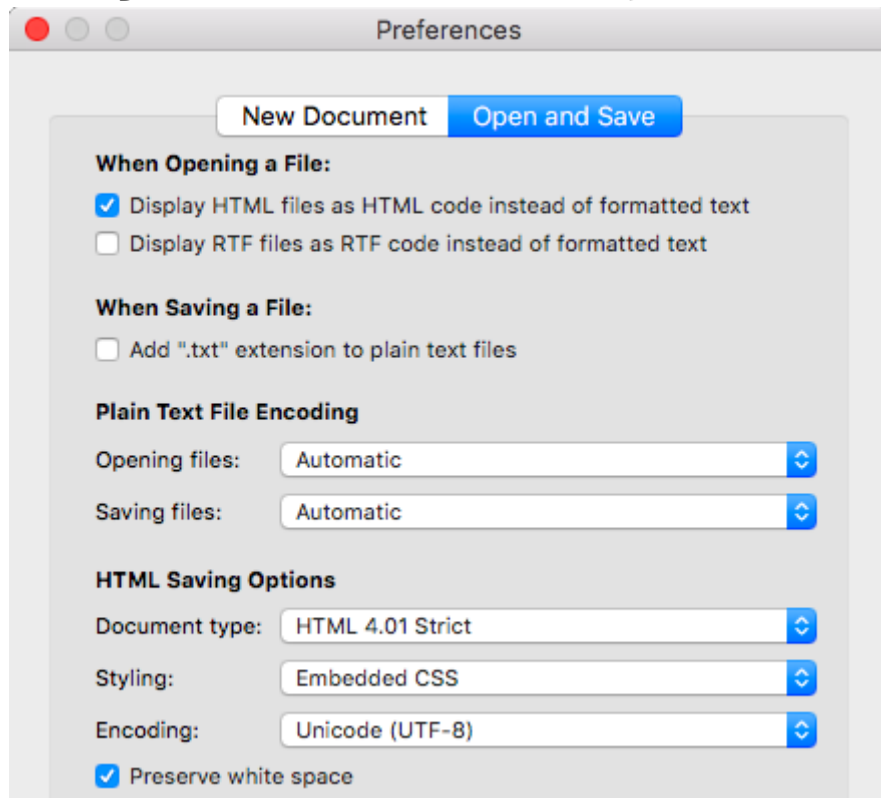 Preferences
New Document Open and Save
When Opening a File:
Display HTML files as HTML code instead of formatted text
Display RTF files as RTF code instead of formatted text
When Saving a File:
Add ".txt" extension to plain text files
Plain Text File Encoding
Opening files: Automatic
Saving files: Automatic
HTML Saving Options
Document type: HTML 4.01 Strict
Styling: Embedded CSS
Encoding: Unicode (UTF-8)
Preserve white space